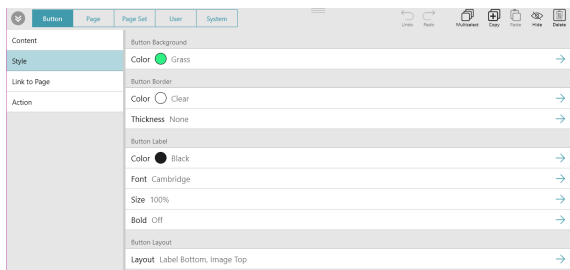 Button Page Page Set User System
Undo Redo Multiselect Copy Paste Hide Delete
Content
Style
Link to Page
Action
Button Background
Color Grass
Button Border
Color Clear
Thickness None
Button Label
Color Black
Font Cambridge
Size 100%
Bold Off
Button Layout
Layout Label Bottom, Image Top